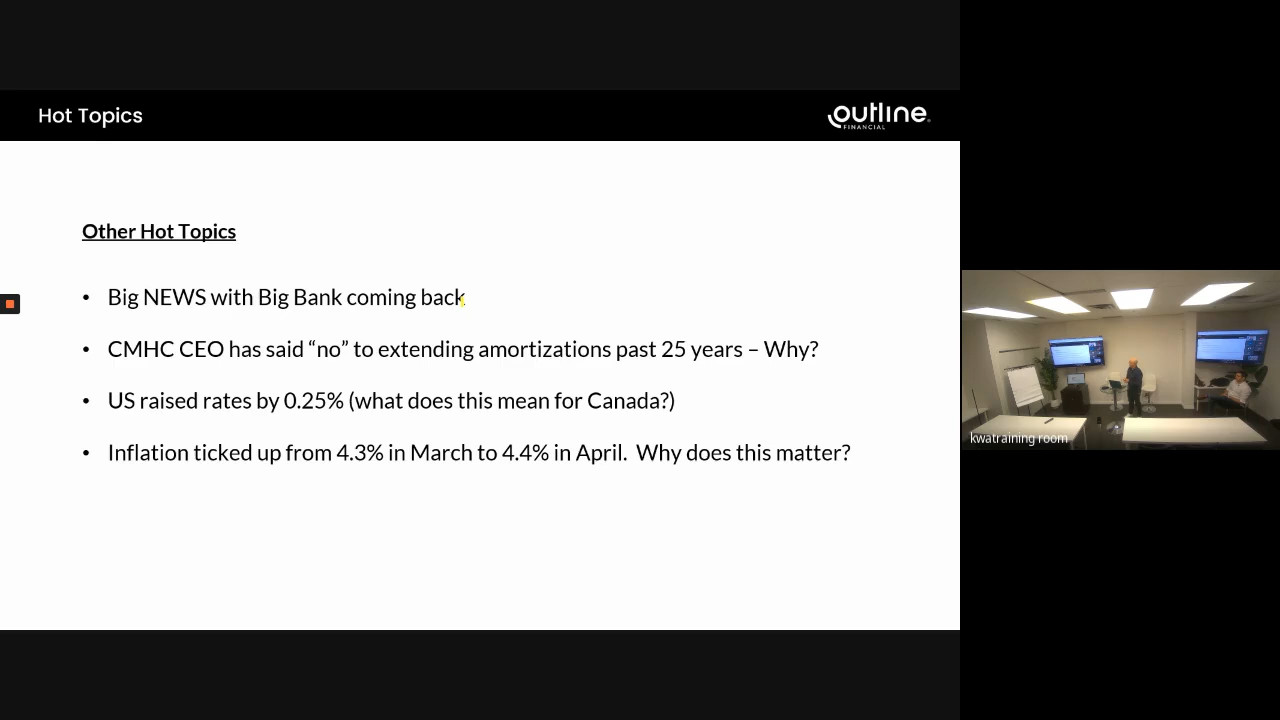 Hot Topics
outline
FINANCIAL
Other Hot Topics
• Big NEWS with Big Bank coming back
• CMHC CEO has said “no” to extending amortizations past 25 years – Why?
• US raised rates by 0.25% (what does this mean for Canada?)
• Inflation ticked up from 4.3% in March to 4.4% in April.  Why does this matter?
kwatraining room